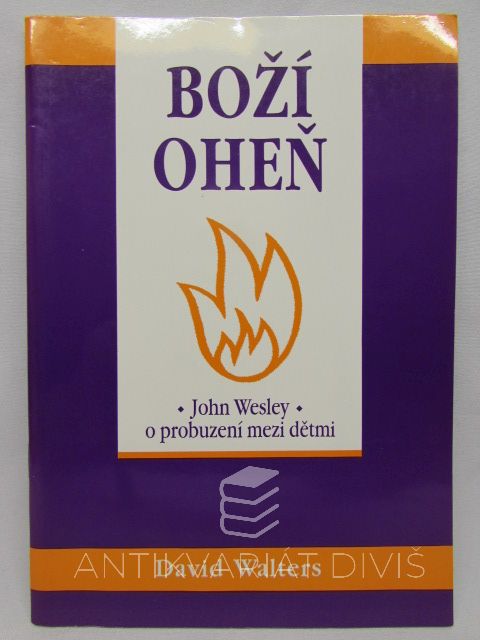 BOŽÍ
OHEŇ
• John Wesley •
o probuzení mezi dětmi
David Walters
ANTIKVARIÁT DIVIŠ